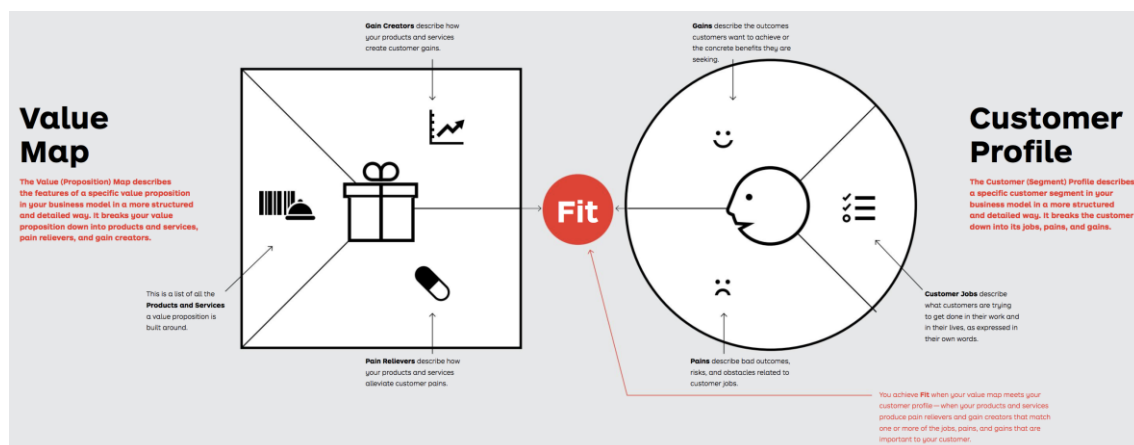 Gain Creators describe how
your products and services
create customer gains.
Gains describe the outcomes
customers want to achieve or
the concrete benefits they are
seeking.
Value
Map
The Value (Proposition) Map describes
the features of a specific value proposition
in your business model in a more structured
and detailed way. It breaks your value
proposition down into products and services,
pain relievers, and gain creators.
Fit
Customer
Profile
The Customer (Segment) Profile describes
a specific customer segment in your
business model in a more structured
and detailed way. It breaks the customer
down into its jobs, pains, and gains.
This is a list of all the
Products and Services
a value proposition is
built around.
Pain Relievers describe how
your products and services
alleviate customer pains.
Pains describe bad outcomes,
risks, and obstacles related to
customer jobs.
Customer Jobs describe
what customers are trying
to get done in their work and
in their lives, as expressed in
their own words.
You achieve Fit when your value map meets your
customer profile—when your products and services
produce pain relievers and gain creators that match
one or more of the jobs, pains, and gains that are
important to your customer.